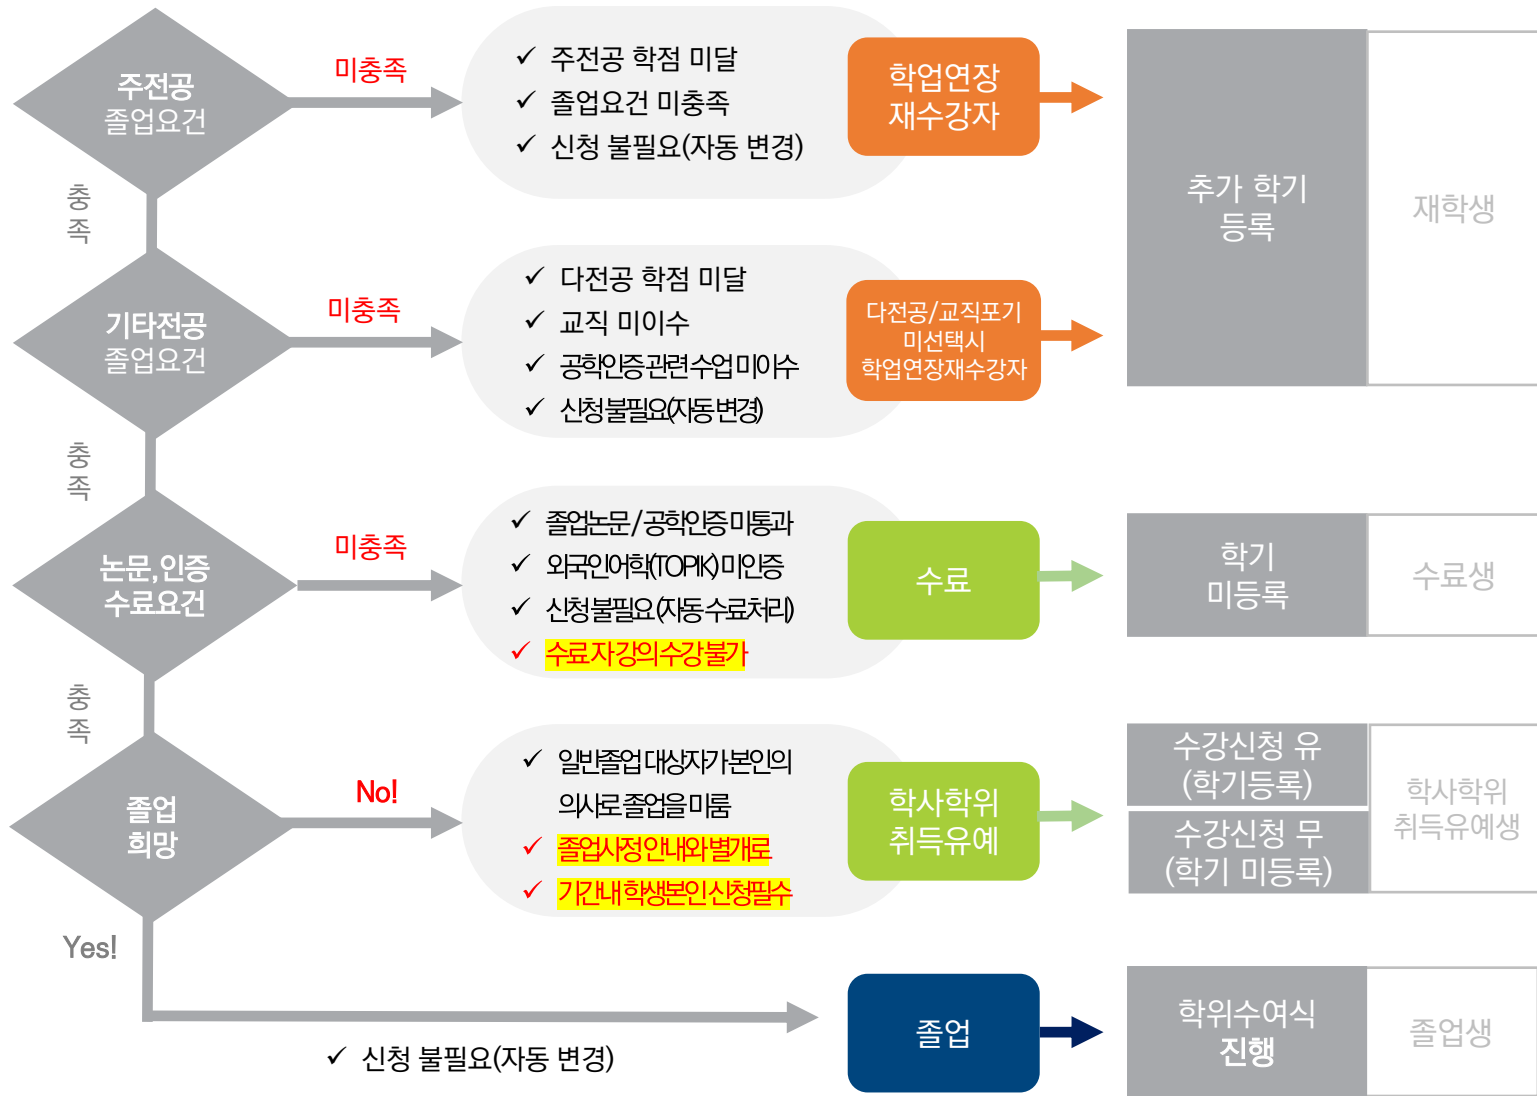 주전공
졸업요건
미충족
✓ 주전공 학점 미달
✓ 졸업요건 미충족
✓ 신청 불필요(자동 변경)
학업연장
재수강자
추가 학기
등록
재학생
충
족
기타전공
졸업요건
미충족
✓ 다전공 학점 미달
✓ 교직 미이수
✓ 공학인증 관련 수업 미이수
✓ 신청 불필요(자동 변경)
다전공/교직포기
미선택시
학업연장재수강자
충
족
논문,인증
수료요건
미충족
✓ 졸업논문 / 공학인증 미통과
✓ 외국인어학(TOPIK) 미인증
✓ 신청 불필요 (자동 수료처리)
✓ 수료자 강의 수강 불가
수료
학기
미등록
수료생
충
족
졸업
희망
No!
✓ 일반졸업 대상자가 본인의
의사로 졸업을 미룸
✓ 졸업사정 안내와 별개로
✓ 기간내 학생본인 신청필수
학사학위
취득유예
수강신청 유
(학기등록)
수강신청 무
(학기 미등록)
학사학위
취득유예생
Yes!
✓ 신청 불필요(자동 변경)
졸업
학위수여식
진행
졸업생